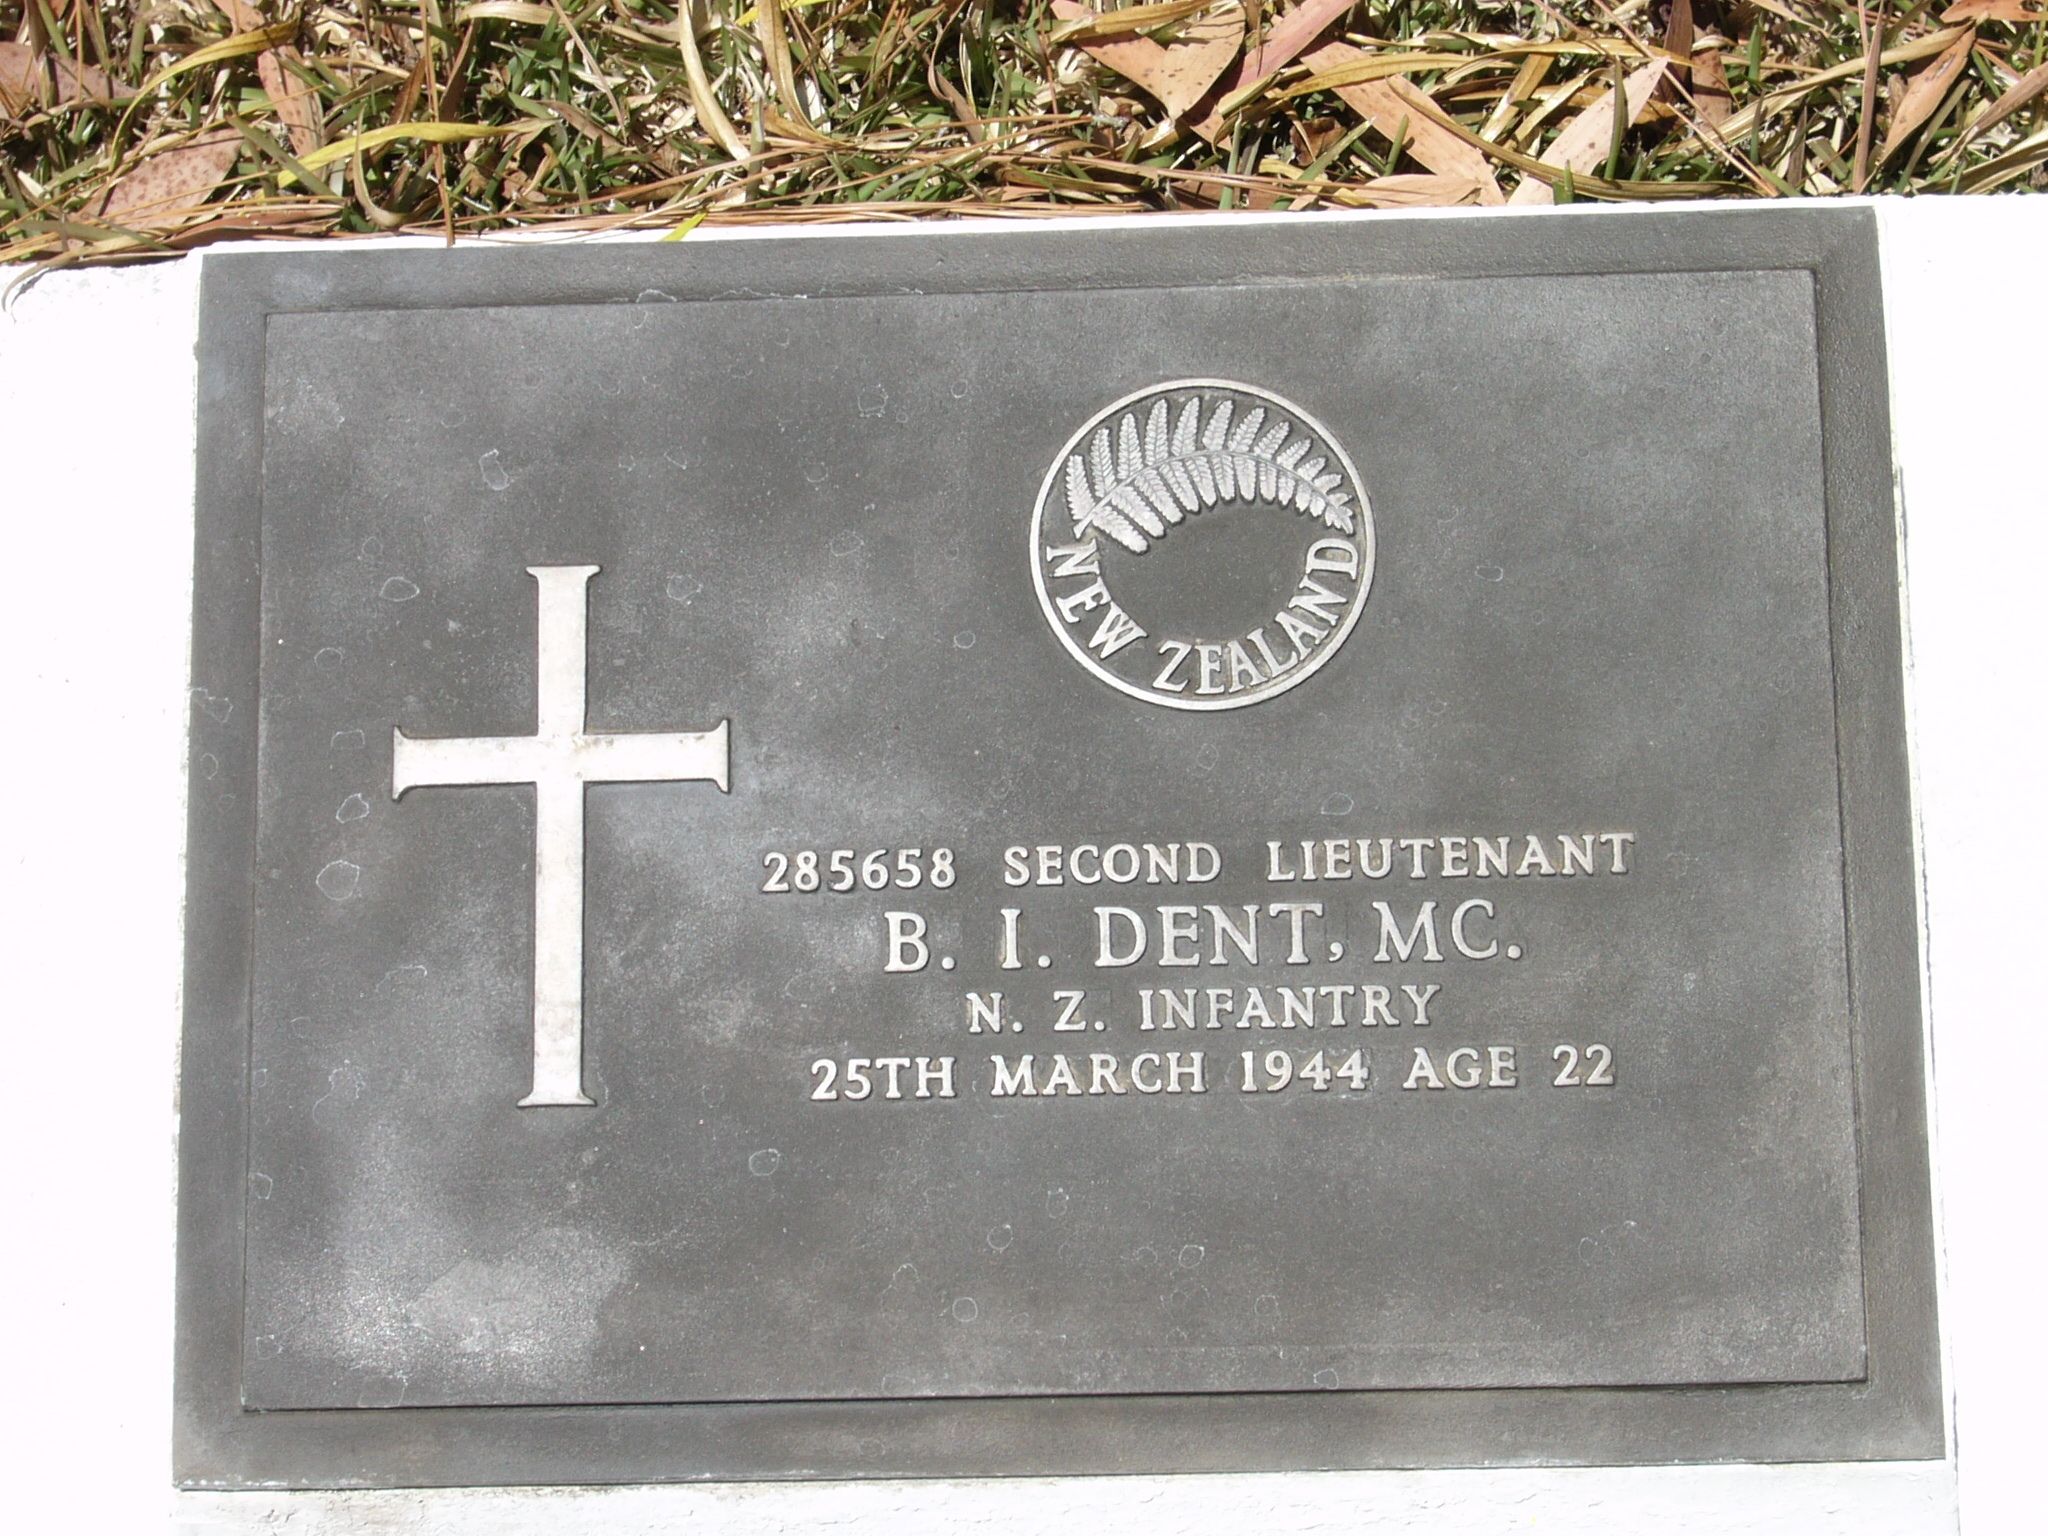 NEW ZEALAND
285658 SECOND LIEUTENANT
B. I. DENT, MC.
N. Z. INFANTRY
25TH MARCH 1944 AGE 22